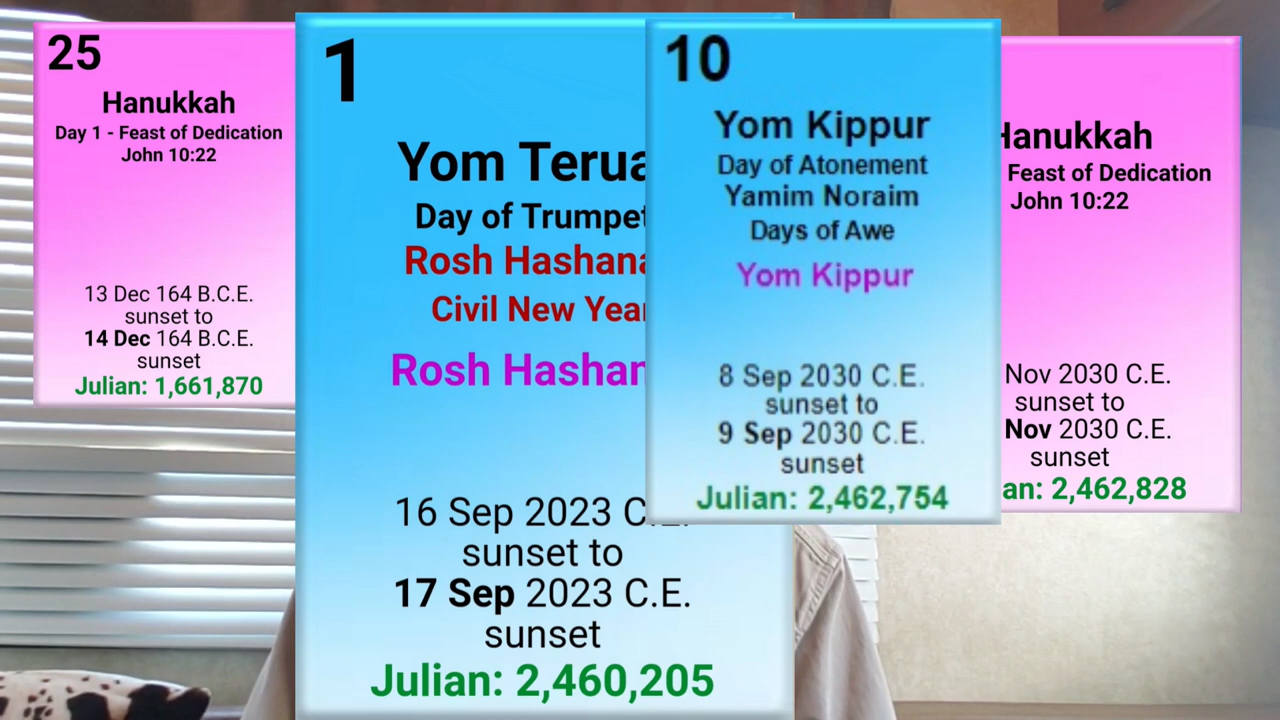 25
Hanukkah
Day 1 - Feast of Dedication
John 10:22
13 Dec 164 B.C.E.
sunset to
14 Dec 164 B.C.E.
sunset
Julian: 1,661,870
1
Yom Terua
Day of Trumpet
Rosh Hashana
Civil New Year
Rosh Hashan
16 Sep 2023 C.E.
sunset to
17 Sep 2023 C.E.
sunset
Julian: 2,460,205
10
Yom Kippur
Day of Atonement
Yamim Noraim
Days of Awe
Yom Kippur
8 Sep 2030 C.E.
sunset to
9 Sep 2030 C.E.
sunset
Julian: 2,462,754
Hanukkah
Feast of Dedication
John 10:22
Nov 2030 C.E.
sunset to
Nov 2030 C.E.
sunset
an: 2,462,828